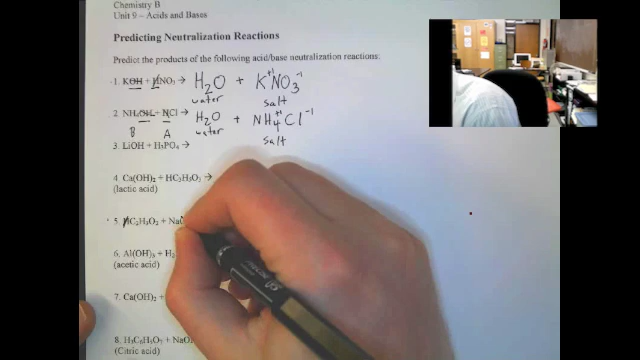 Chemistry B
Unit 9 – Acids and Bases
Predicting Neutralization Reactions
Predict the products of the following acid/base neutralization reactions:
1. KOH + HNO₃ → H₂O + K⁺¹NO₃⁻¹
water salt
2. NH₄OH + HCl → H₂O + NH₄⁺¹Cl⁻¹
B A water salt
3. LiOH + H₃PO₄ →
4. Ca(OH)₂ + HC₃H₅O₃ →
(lactic acid)
5. HC₂H₃O₂ + Na
6. Al(OH)₃ + H
(acetic acid)
7. Ca(OH)₂ +
8. H₃C₆H₅O₇ + NaO
(Citric acid)